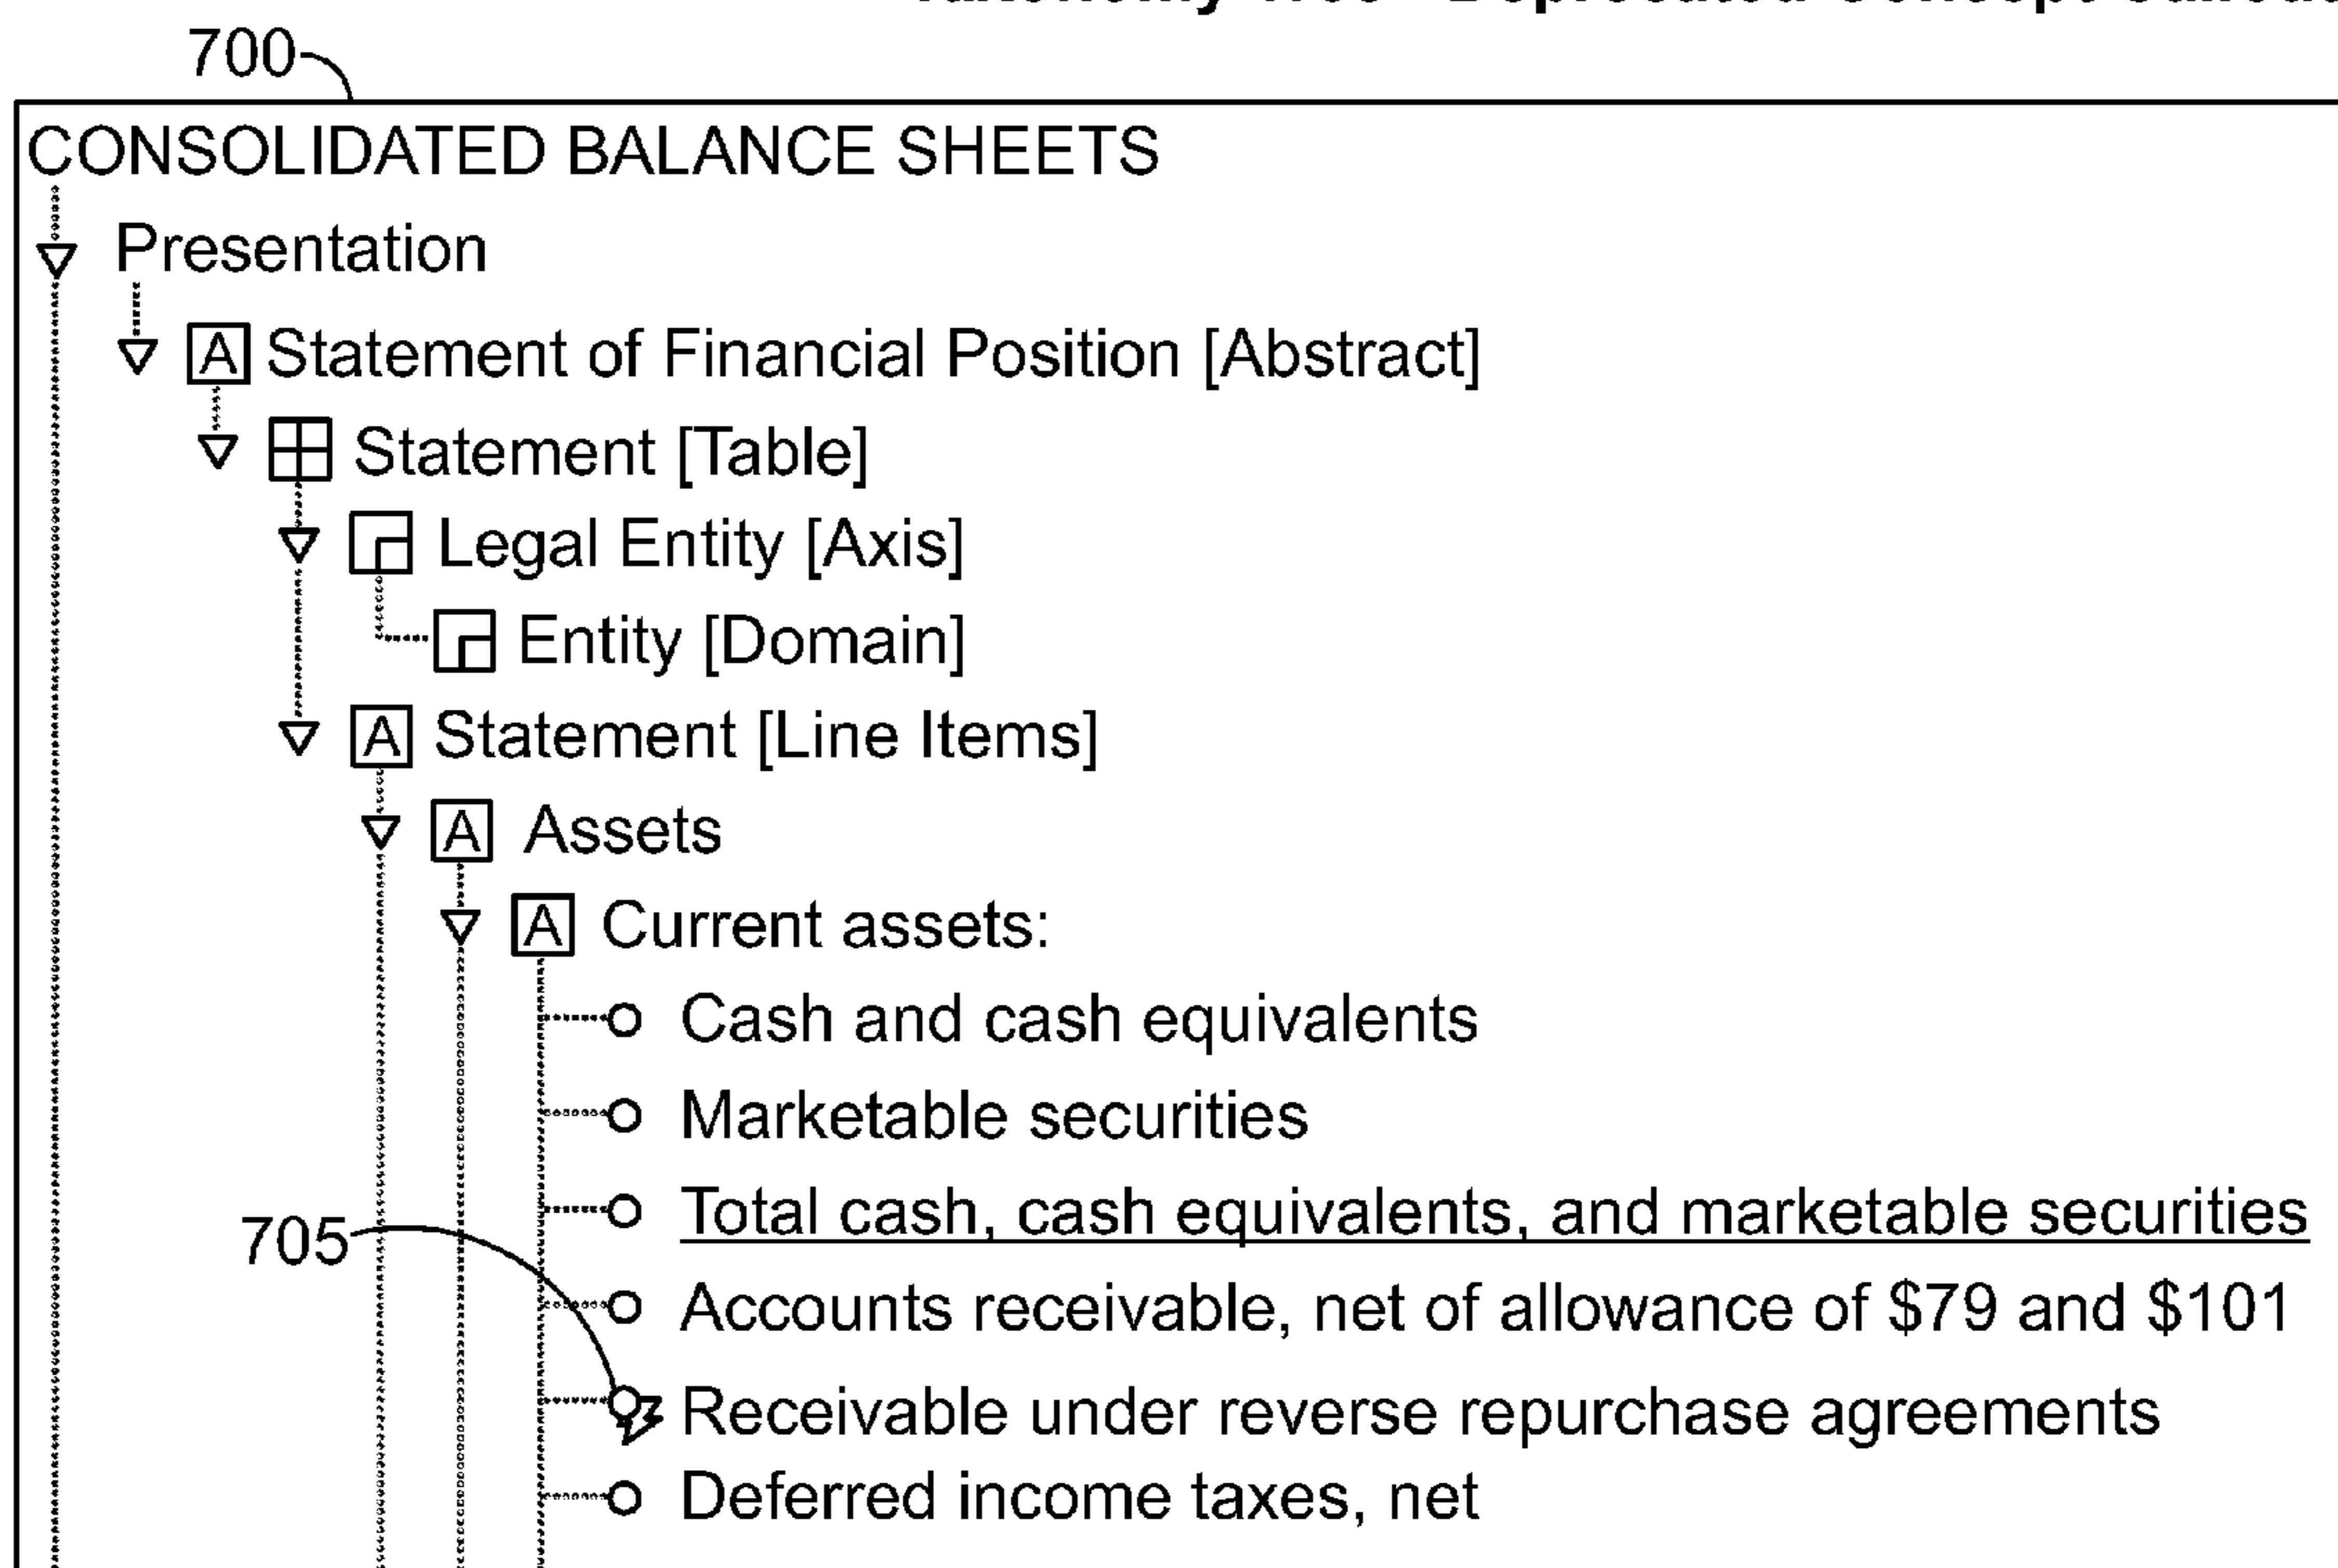 700
CONSOLIDATED BALANCE SHEETS
Presentation
A Statement of Financial Position [Abstract]
Statement [Table]
Legal Entity [Axis]
Entity [Domain]
A Statement [Line Items]
A Assets
A Current assets:
Cash and cash equivalents
Marketable securities
Total cash, cash equivalents, and marketable securities
705
Accounts receivable, net of allowance of $79 and $101
Receivable under reverse repurchase agreements
Deferred income taxes, net